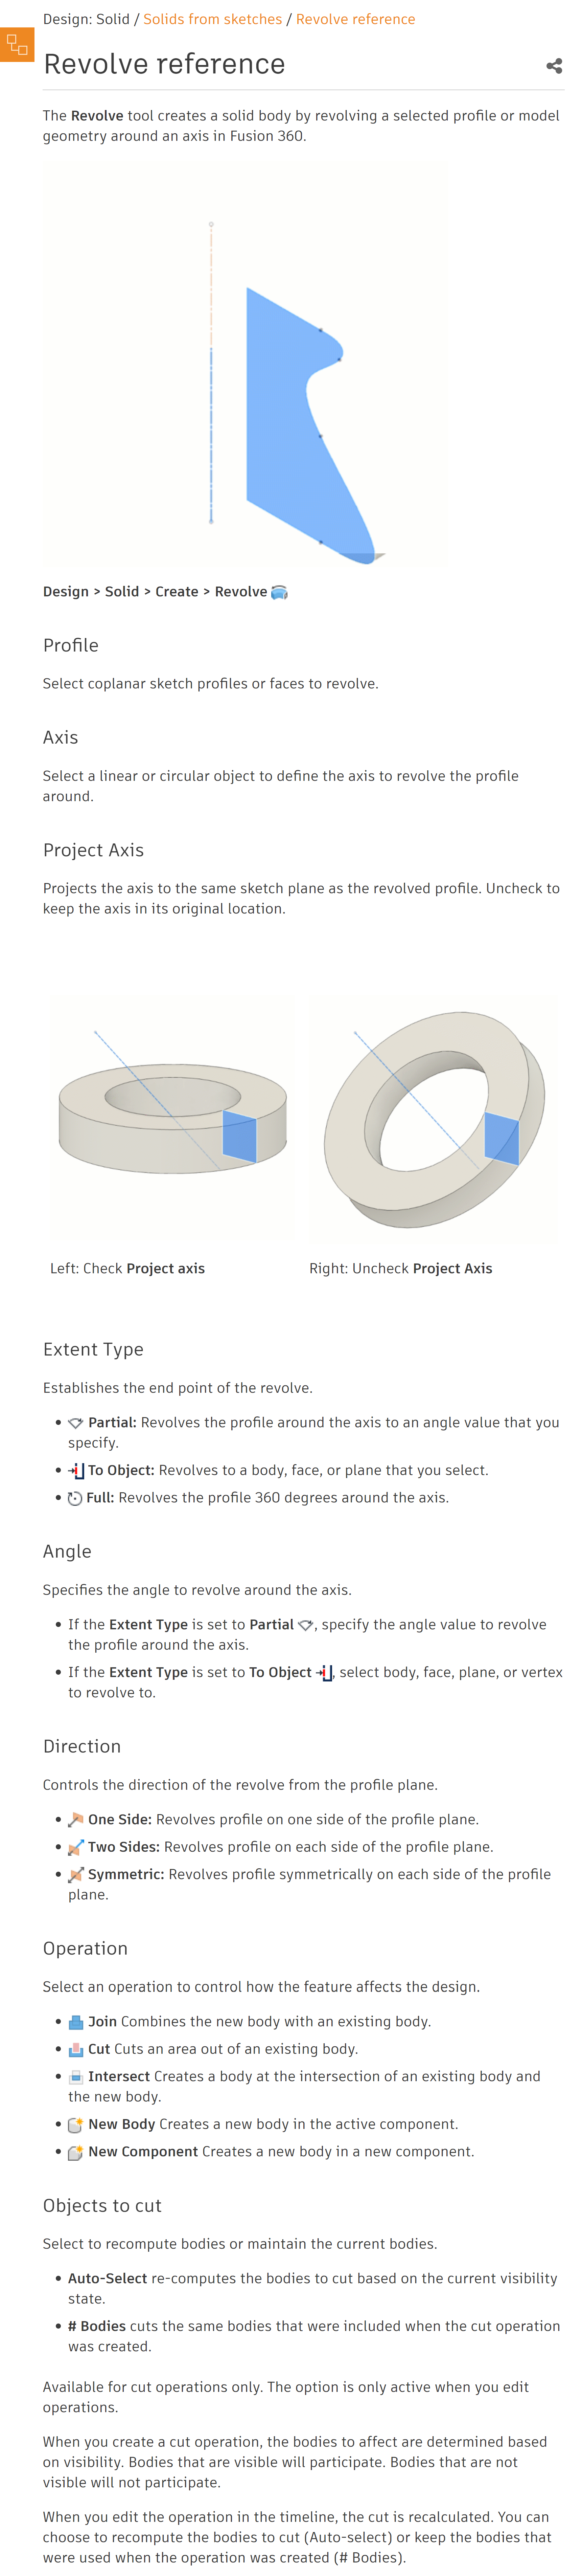 Design: Solid / Solids from sketches / Revolve reference
Revolve reference
The Revolve tool creates a solid body by revolving a selected profile or model
geometry around an axis in Fusion 360.
Design > Solid > Create > Revolve
Profile
Select coplanar sketch profiles or faces to revolve.
Axis
Select a linear or circular object to define the axis to revolve the profile
around.
Project Axis
Projects the axis to the same sketch plane as the revolved profile. Uncheck to
keep the axis in its original location.
Left: Check Project axis
Right: Uncheck Project Axis
Extent Type
Establishes the end point of the revolve.
• Partial: Revolves the profile around the axis to an angle value that you
specify.
• To Object: Revolves to a body, face, or plane that you select.
• Full: Revolves the profile 360 degrees around the axis.
Angle
Specifies the angle to revolve around the axis.
• If the Extent Type is set to Partial , specify the angle value to revolve
the profile around the axis.
• If the Extent Type is set to To Object , select body, face, plane, or vertex
to revolve to.
Direction
Controls the direction of the revolve from the profile plane.
• One Side: Revolves profile on one side of the profile plane.
• Two Sides: Revolves profile on each side of the profile plane.
• Symmetric: Revolves profile symmetrically on each side of the profile
plane.
Operation
Select an operation to control how the feature affects the design.
• Join Combines the new body with an existing body.
• Cut Cuts an area out of an existing body.
• Intersect Creates a body at the intersection of an existing body and
the new body.
• New Body Creates a new body in the active component.
• New Component Creates a new body in a new component.
Objects to cut
Select to recompute bodies or maintain the current bodies.
• Auto-Select re-computes the bodies to cut based on the current visibility
state.
• # Bodies cuts the same bodies that were included when the cut operation
was created.
Available for cut operations only. The option is only active when you edit
operations.
When you create a cut operation, the bodies to affect are determined based
on visibility. Bodies that are visible will participate. Bodies that are not
visible will not participate.
When you edit the operation in the timeline, the cut is recalculated. You can
choose to recompute the bodies to cut (Auto-select) or keep the bodies that
were used when the operation was created (# Bodies).